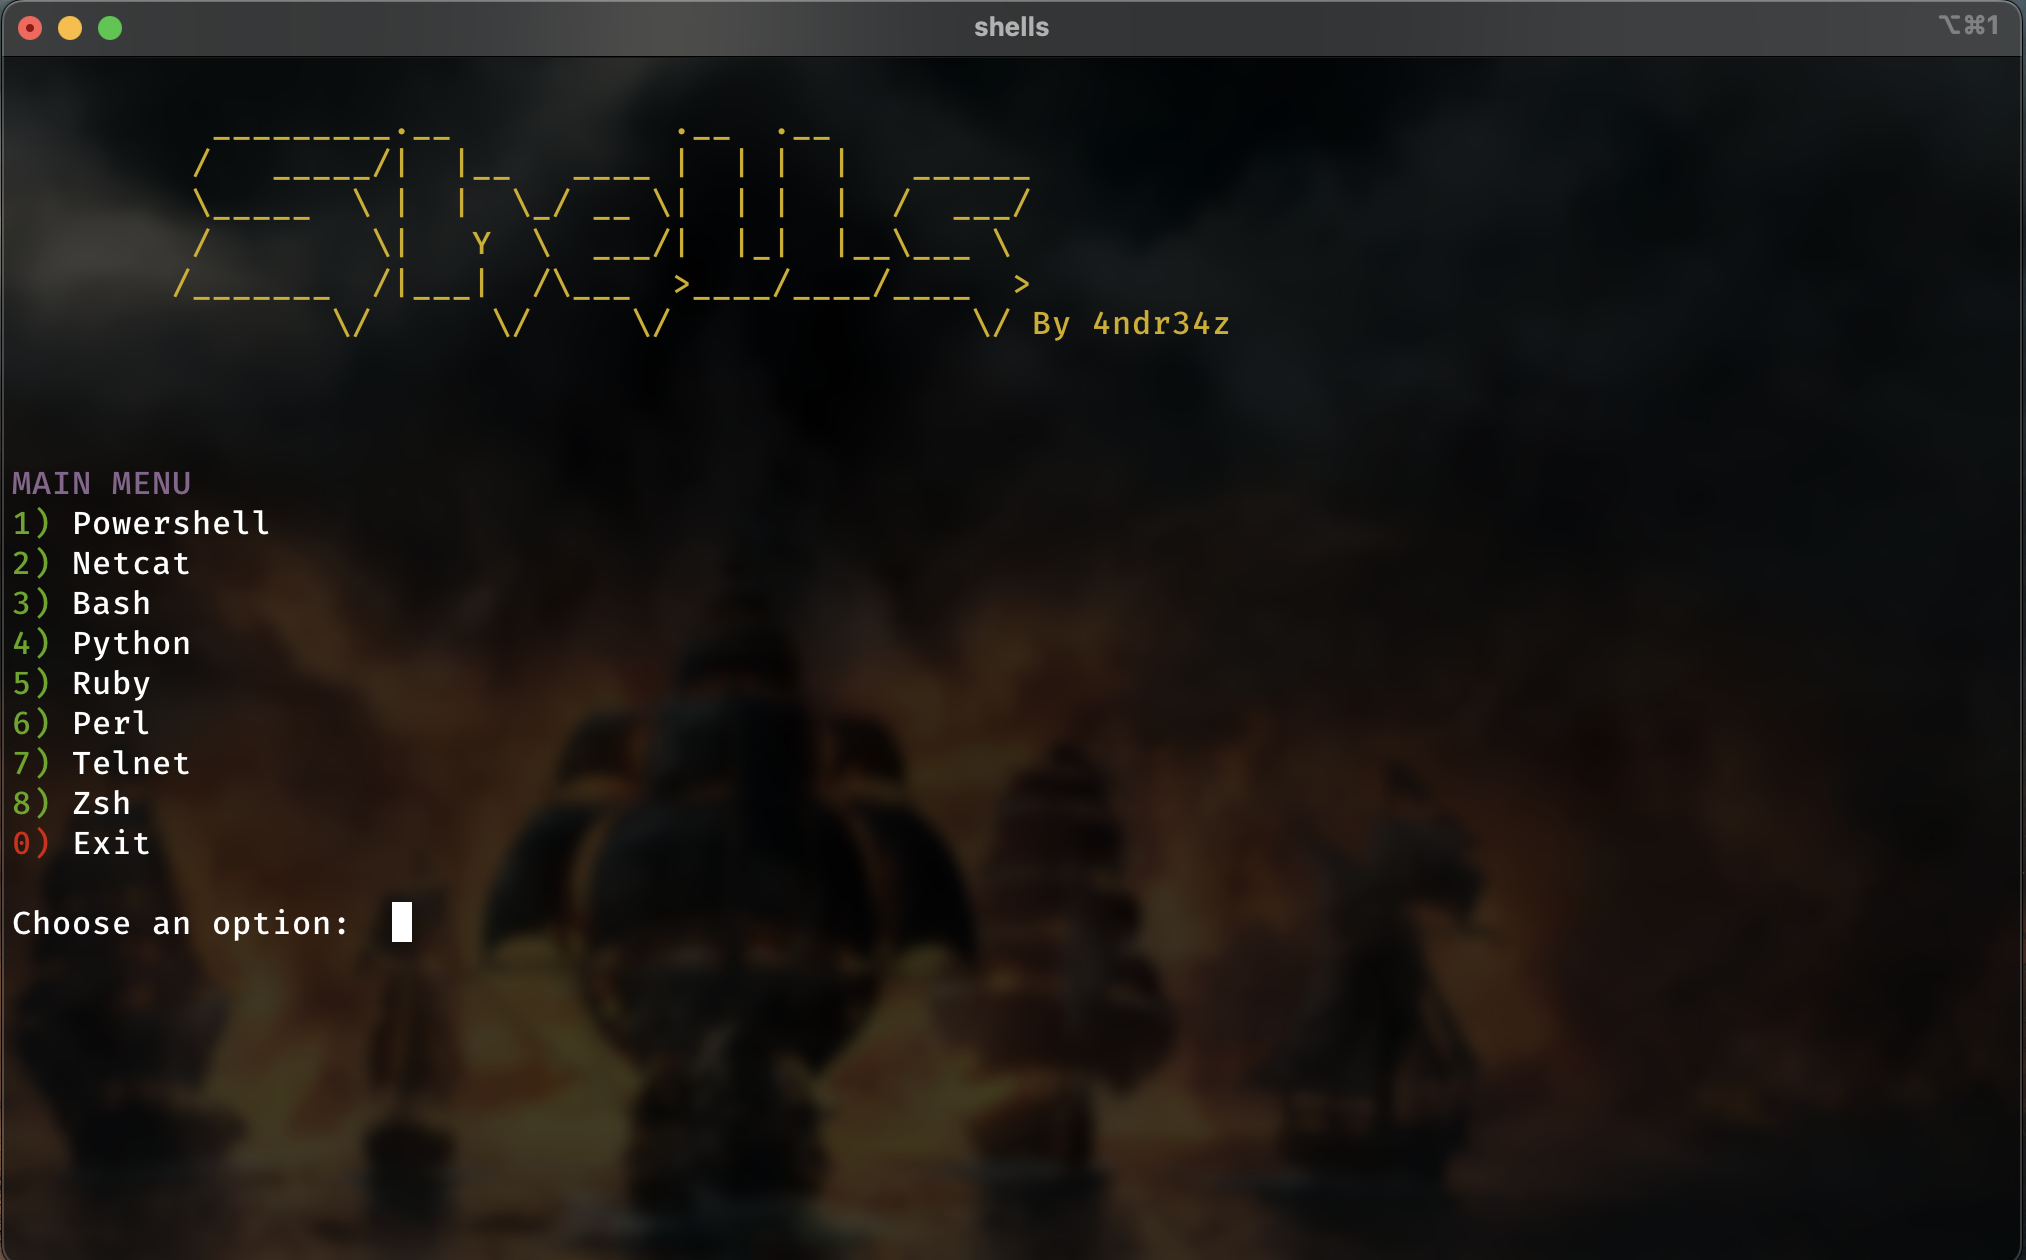 shells
⌥⌘1
Shells
By 4ndr34z
MAIN MENU
1) Powershell
2) Netcat
3) Bash
4) Python
5) Ruby
6) Perl
7) Telnet
8) Zsh
0) Exit
Choose an option: